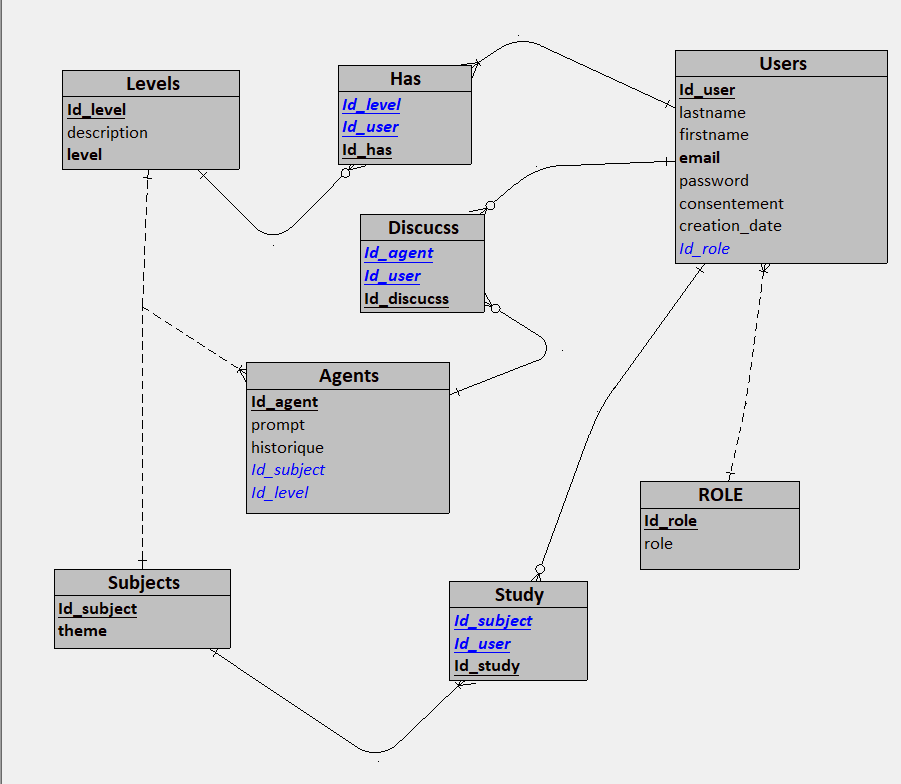 Levels
Id_level
description
level
Has
Id_level
Id_user
Id_has
Users
Id_user
lastname
firstname
email
password
consentement
creation_date
Id_role
Discucss
Id_agent
Id_user
Id_discucss
Agents
Id_agent
prompt
historique
Id_subject
Id_level
ROLE
Id_role
role
Subjects
Id_subject
theme
Study
Id_subject
Id_user
Id_study